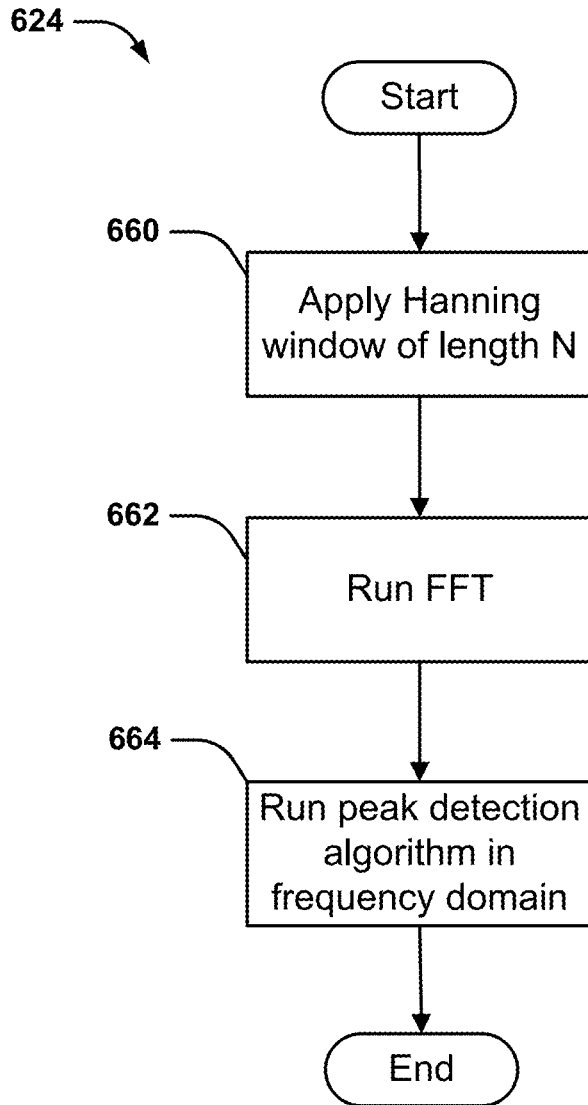 624
Start
660
Apply Hanning
window of length N
662
Run FFT
664
Run peak detection
algorithm in
frequency domain
End